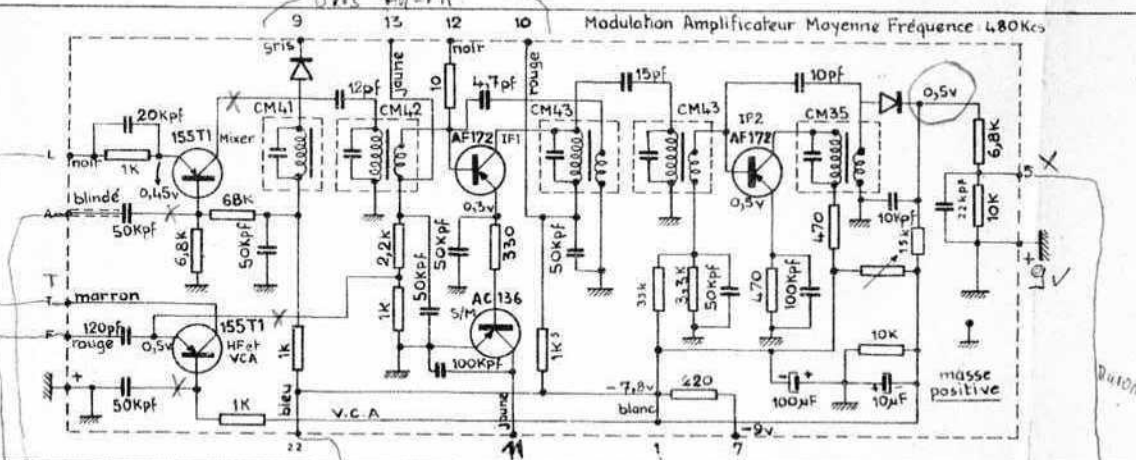 9 13 12 10
Modulation Amplificateur Moyenne Fréquence: 480Kcs
gris
jaune
noir
rouge
10
12pf
4,7pf
15pf
10pf
0,5v
20Kpf
CM41
CM42
CM43
CM43
CM35
155T1
Mixer
AF172
IF1
IF2
AF172
6,8K
L
noir
1K
0,45v
5
blindé
68K
0,3v
0,5v
22kpf
10K
A
50Kpf
6,8K
50Kpf
2,2K
50Kpf
50Kpf
330
50Kpf
470
10Kpf
15k
+
T
T
marron
1K
AC136
S/M
33k
3,3K
50Kpf
470
100Kpf
F
120pf
rouge
0,5v
155T1
HF et
VCA
1K
100Kpf
1K5
10K
masse
positive
+
50Kpf
bleu
-7,8v
220
100µF
+
10µF
1K
V.C.A
jaune
blanc
-9v
22
11
1
7